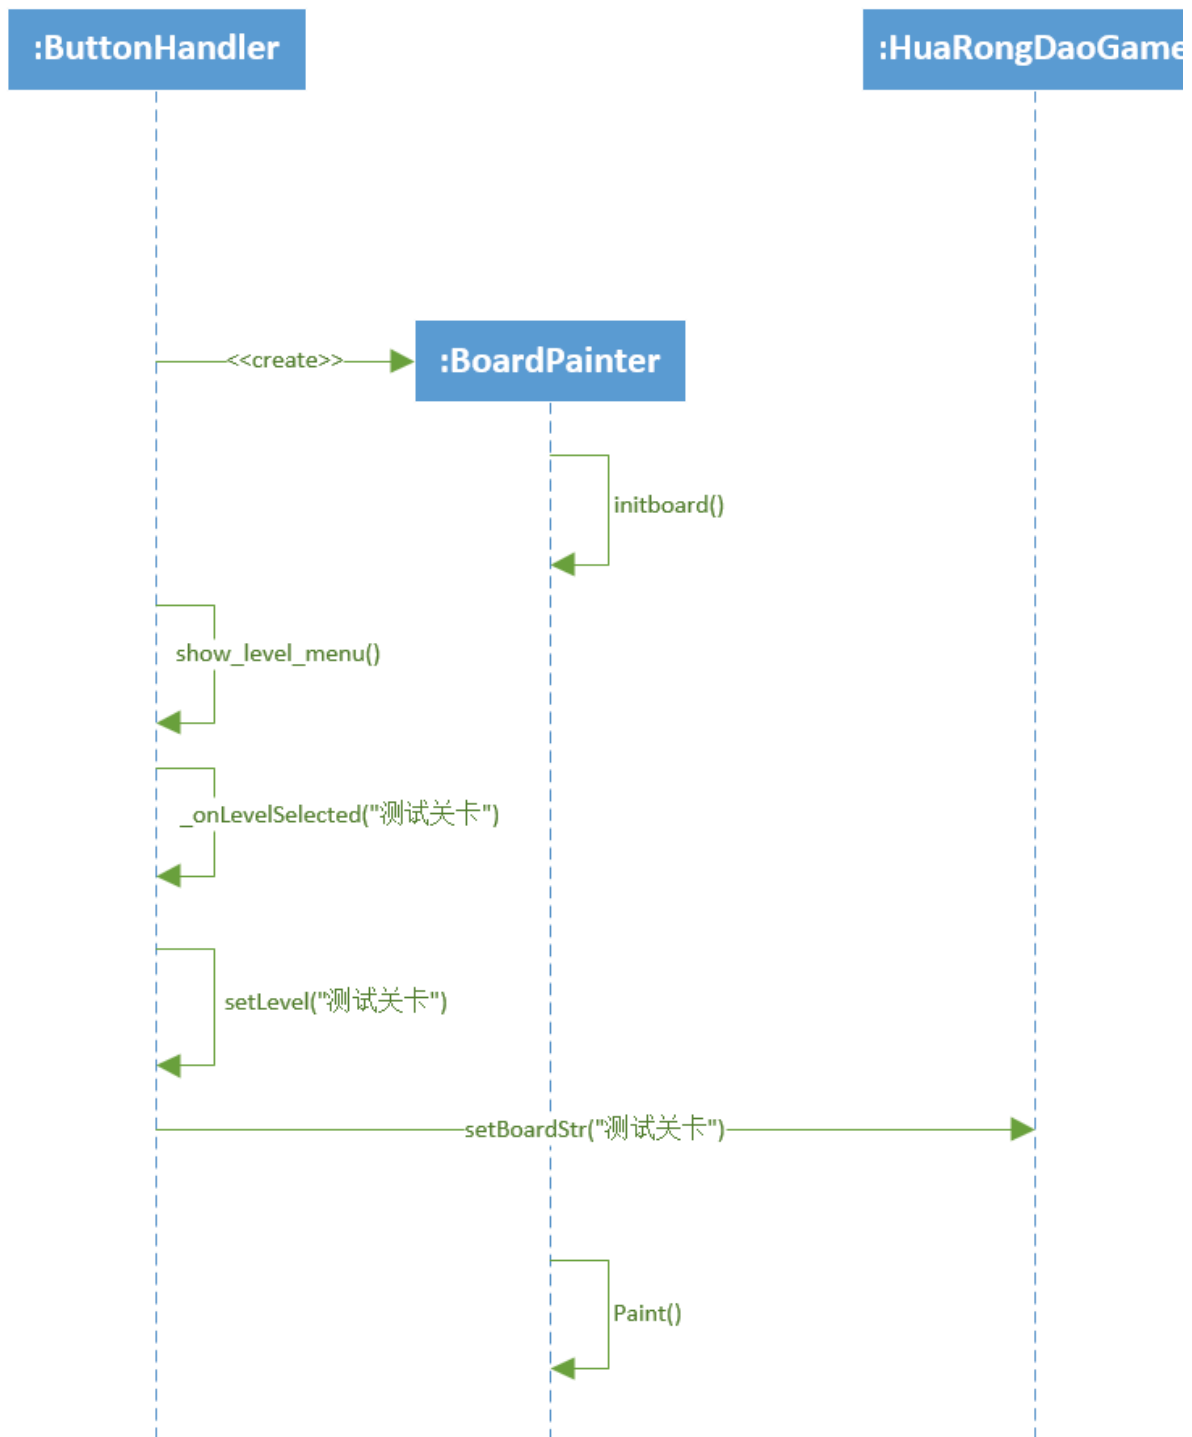 :ButtonHandler
:HuaRongDaoGame
<<create>>
:BoardPainter
initboard()
show_level_menu()
_onLevelSelected("测试关卡")
setLevel("测试关卡")
setBoardStr("测试关卡")
Paint()